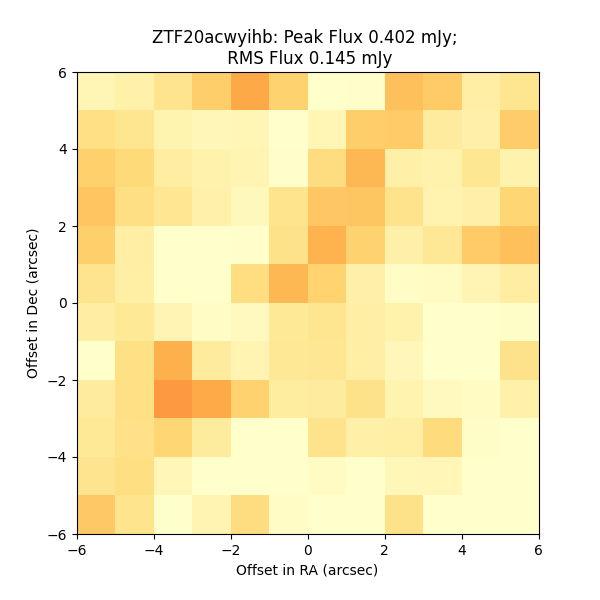 ZTF20acwyihb: Peak Flux 0.402 mJy;
RMS Flux 0.145 mJy
6
4
2
0
−2
−4
−6
Offset in Dec (arcsec)
−6 −4 −2 0 2 4 6
Offset in RA (arcsec)